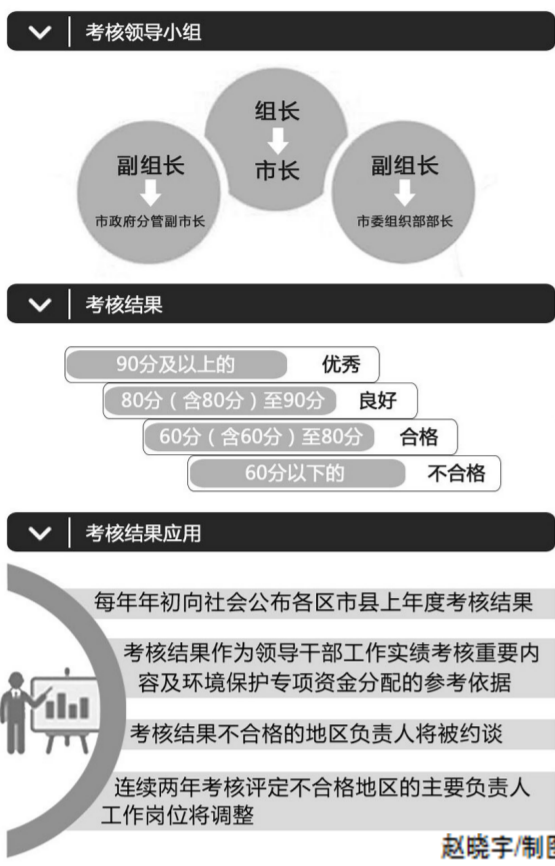 考核领导小组
组长
市长
副组长
市政府分管副市长
副组长
市委组织部部长
考核结果
90分及以上的 优秀
80分（含80分）至90分 良好
60分（含60分）至80分 合格
60分以下的 不合格
考核结果应用
每年年初向社会公布各区市县上年度考核结果
考核结果作为领导干部工作实绩考核重要内
容及环境保护专项资金分配的参考依据
考核结果不合格的地区负责人将被约谈
连续两年考核评定不合格地区的主要负责人
工作岗位将调整
赵晓宇/制图